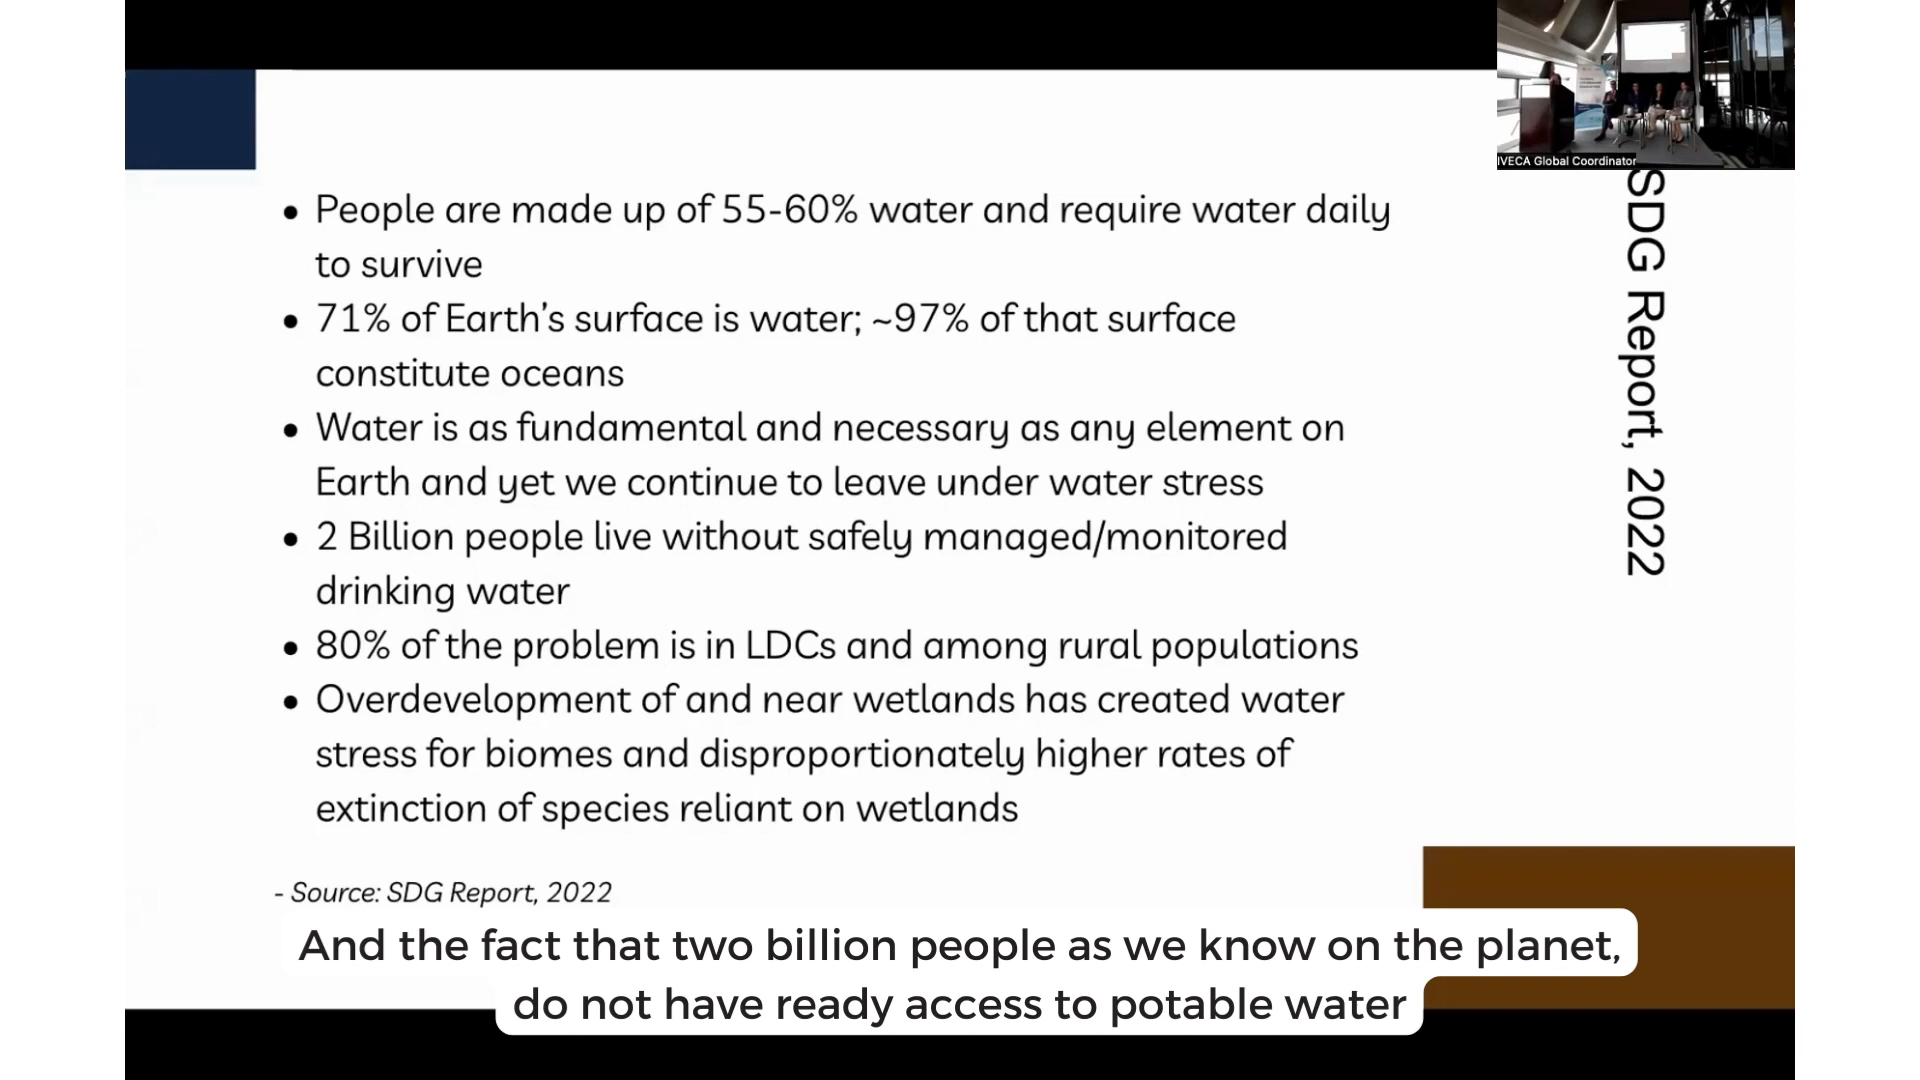 IVECA Global Coordinator
SDG Report, 2022
• People are made up of 55-60% water and require water daily
to survive
• 71% of Earth's surface is water; ~97% of that surface
constitute oceans
• Water is as fundamental and necessary as any element on
Earth and yet we continue to leave under water stress
• 2 Billion people live without safely managed/monitored
drinking water
• 80% of the problem is in LDCs and among rural populations
• Overdevelopment of and near wetlands has created water
stress for biomes and disproportionately higher rates of
extinction of species reliant on wetlands
- Source: SDG Report, 2022
And the fact that two billion people as we know on the planet,
do not have ready access to potable water